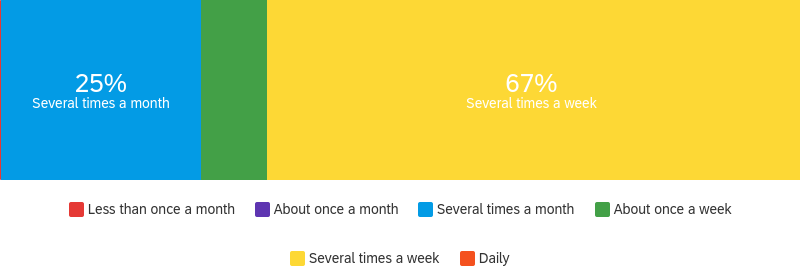 25%
Several times a month
67%
Several times a week
Less than once a month
About once a month
Several times a month
About once a week
Several times a week
Daily